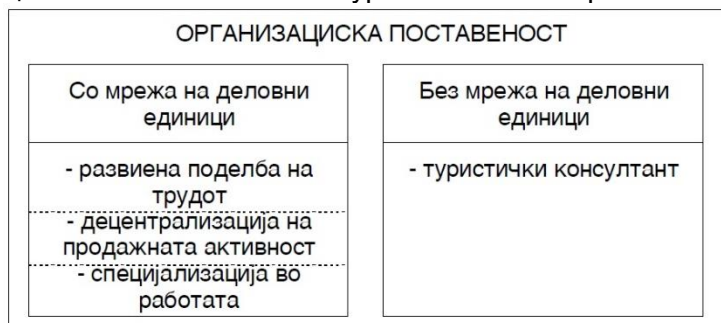 ОРГАНИЗАЦИСКА ПОСТАВЕНОСТ
Со мрежа на деловни
единици
- развиена поделба на
трудот
- децентрализација на
продажната активност
- специјализација во
работата
Без мрежа на деловни
единици
- туристички консултант